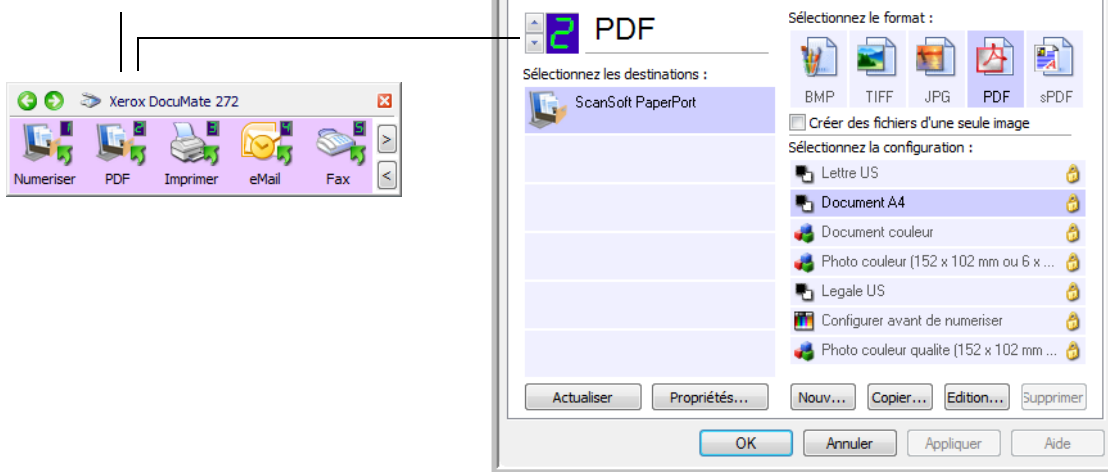 Xerox DocuMate 272
1 2 3 4 5
Numeriser PDF Imprimer eMail Fax
>
<
2 PDF
Sélectionnez les destinations :
ScanSoft PaperPort
Actualiser Propriétés...
Sélectionnez le format :
BMP TIFF JPG PDF sPDF
Créer des fichiers d'une seule image
Sélectionnez la configuration :
Lettre US
Document A4
Document couleur
Photo couleur (152 x 102 mm ou 6 x ...
Legale US
Configurer avant de numeriser
Photo couleur qualite (152 x 102 mm ...
Nouv... Copier... Edition... Supprimer
OK Annuler Appliquer Aide